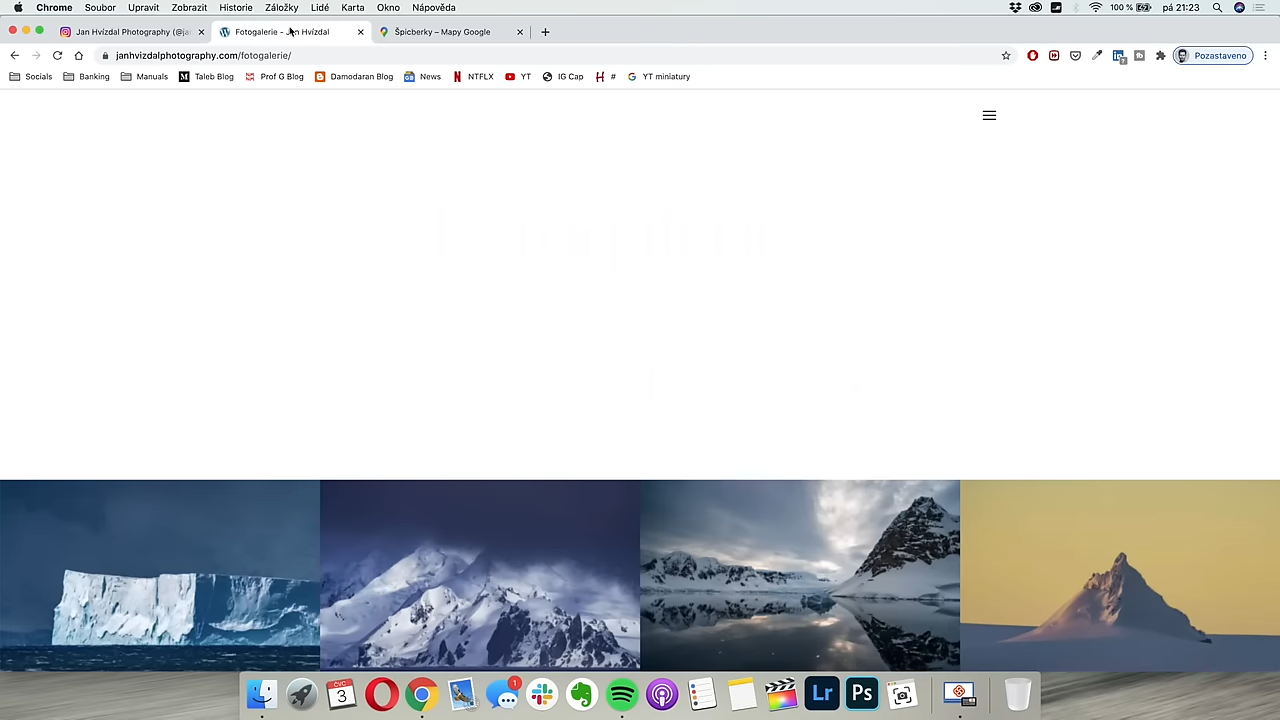 Chrome Soubor Upravit Zobrazit Historie Záložky Lidé Karta Okno Nápověda 100 % pá 21:23
Jan Hvízdal Photography (@ja Fotogalerie - Jan Hvízdal Špicberky – Mapy Google
janhvizdalphotography.com/fotogalerie/ Pozastaveno
Socials Banking Manuals Taleb Blog Prof G Blog Damodaran Blog News NTFLX YT IG Cap # YT miniatury
ČVC
3
1
Lr
Ps